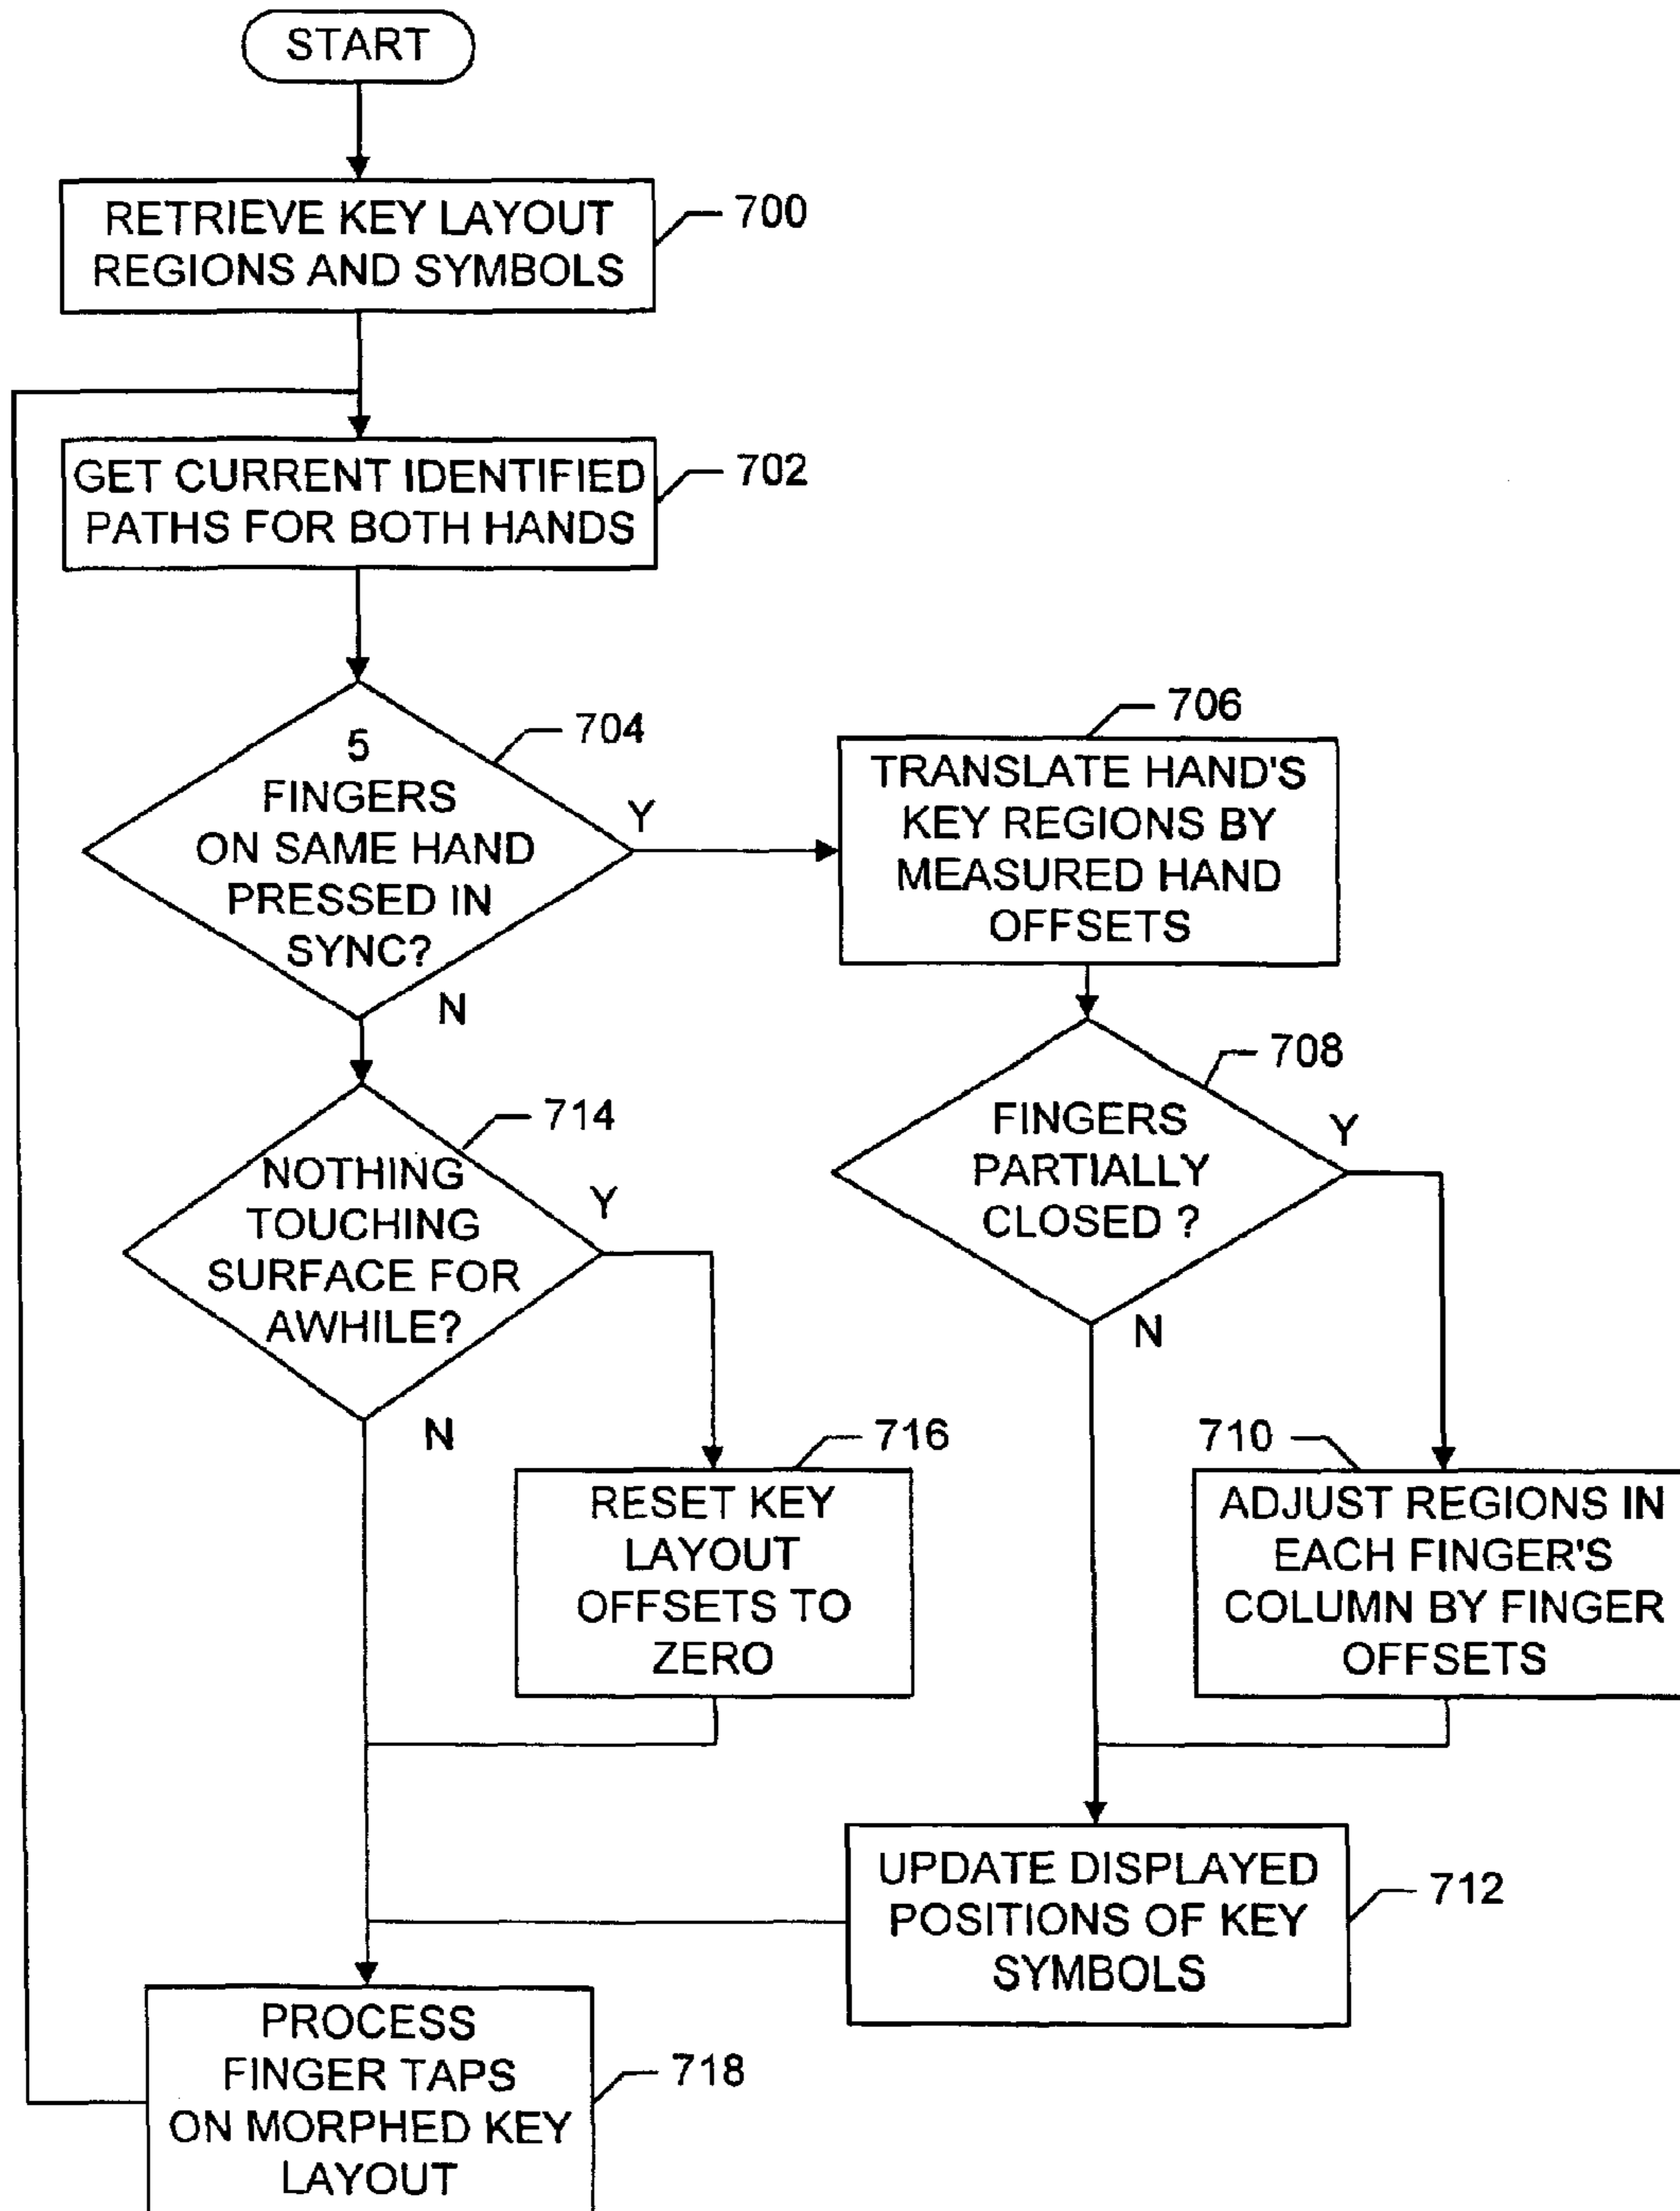 START
RETRIEVE KEY LAYOUT
REGIONS AND SYMBOLS
700
GET CURRENT IDENTIFIED
PATHS FOR BOTH HANDS
702
5
FINGERS
ON SAME HAND
PRESSED IN
SYNC?
704
Y
N
TRANSLATE HAND'S
KEY REGIONS BY
MEASURED HAND
OFFSETS
706
FINGERS
PARTIALLY
CLOSED ?
708
Y
N
NOTHING
TOUCHING
SURFACE FOR
AWHILE?
714
Y
N
RESET KEY
LAYOUT
OFFSETS TO
ZERO
716
ADJUST REGIONS IN
EACH FINGER'S
COLUMN BY FINGER
OFFSETS
710
UPDATE DISPLAYED
POSITIONS OF KEY
SYMBOLS
712
PROCESS
FINGER TAPS
ON MORPHED KEY
LAYOUT
718